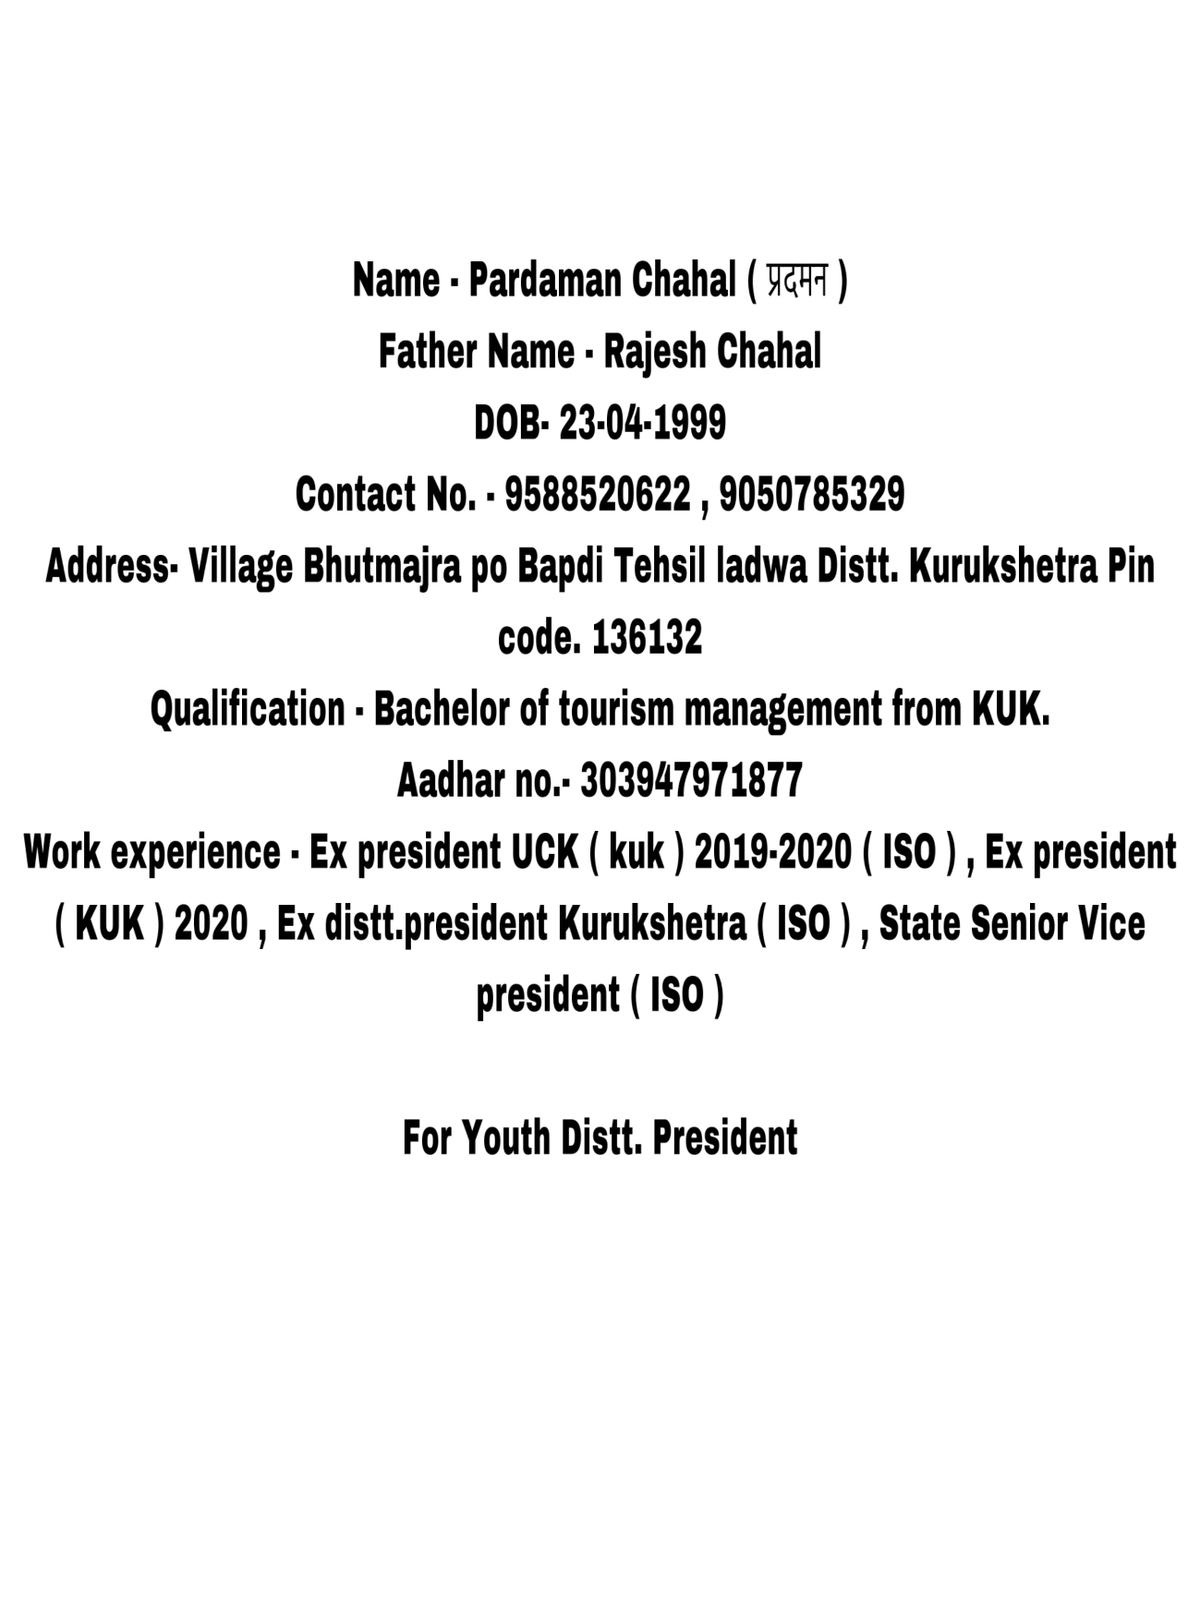 Name - Pardaman Chahal ( प्रदमन )
Father Name - Rajesh Chahal
DOB- 23-04-1999
Contact No. - 9588520622 , 9050785329
Address- Village Bhutmajra po Bapdi Tehsil ladwa Distt. Kurukshetra Pin
code. 136132
Qualification - Bachelor of tourism management from KUK.
Aadhar no.- 303947971877
Work experience - Ex president UCK ( kuk ) 2019-2020 ( ISO ) , Ex president
( KUK ) 2020 , Ex distt.president Kurukshetra ( ISO ) , State Senior Vice
president ( ISO )
For Youth Distt. President